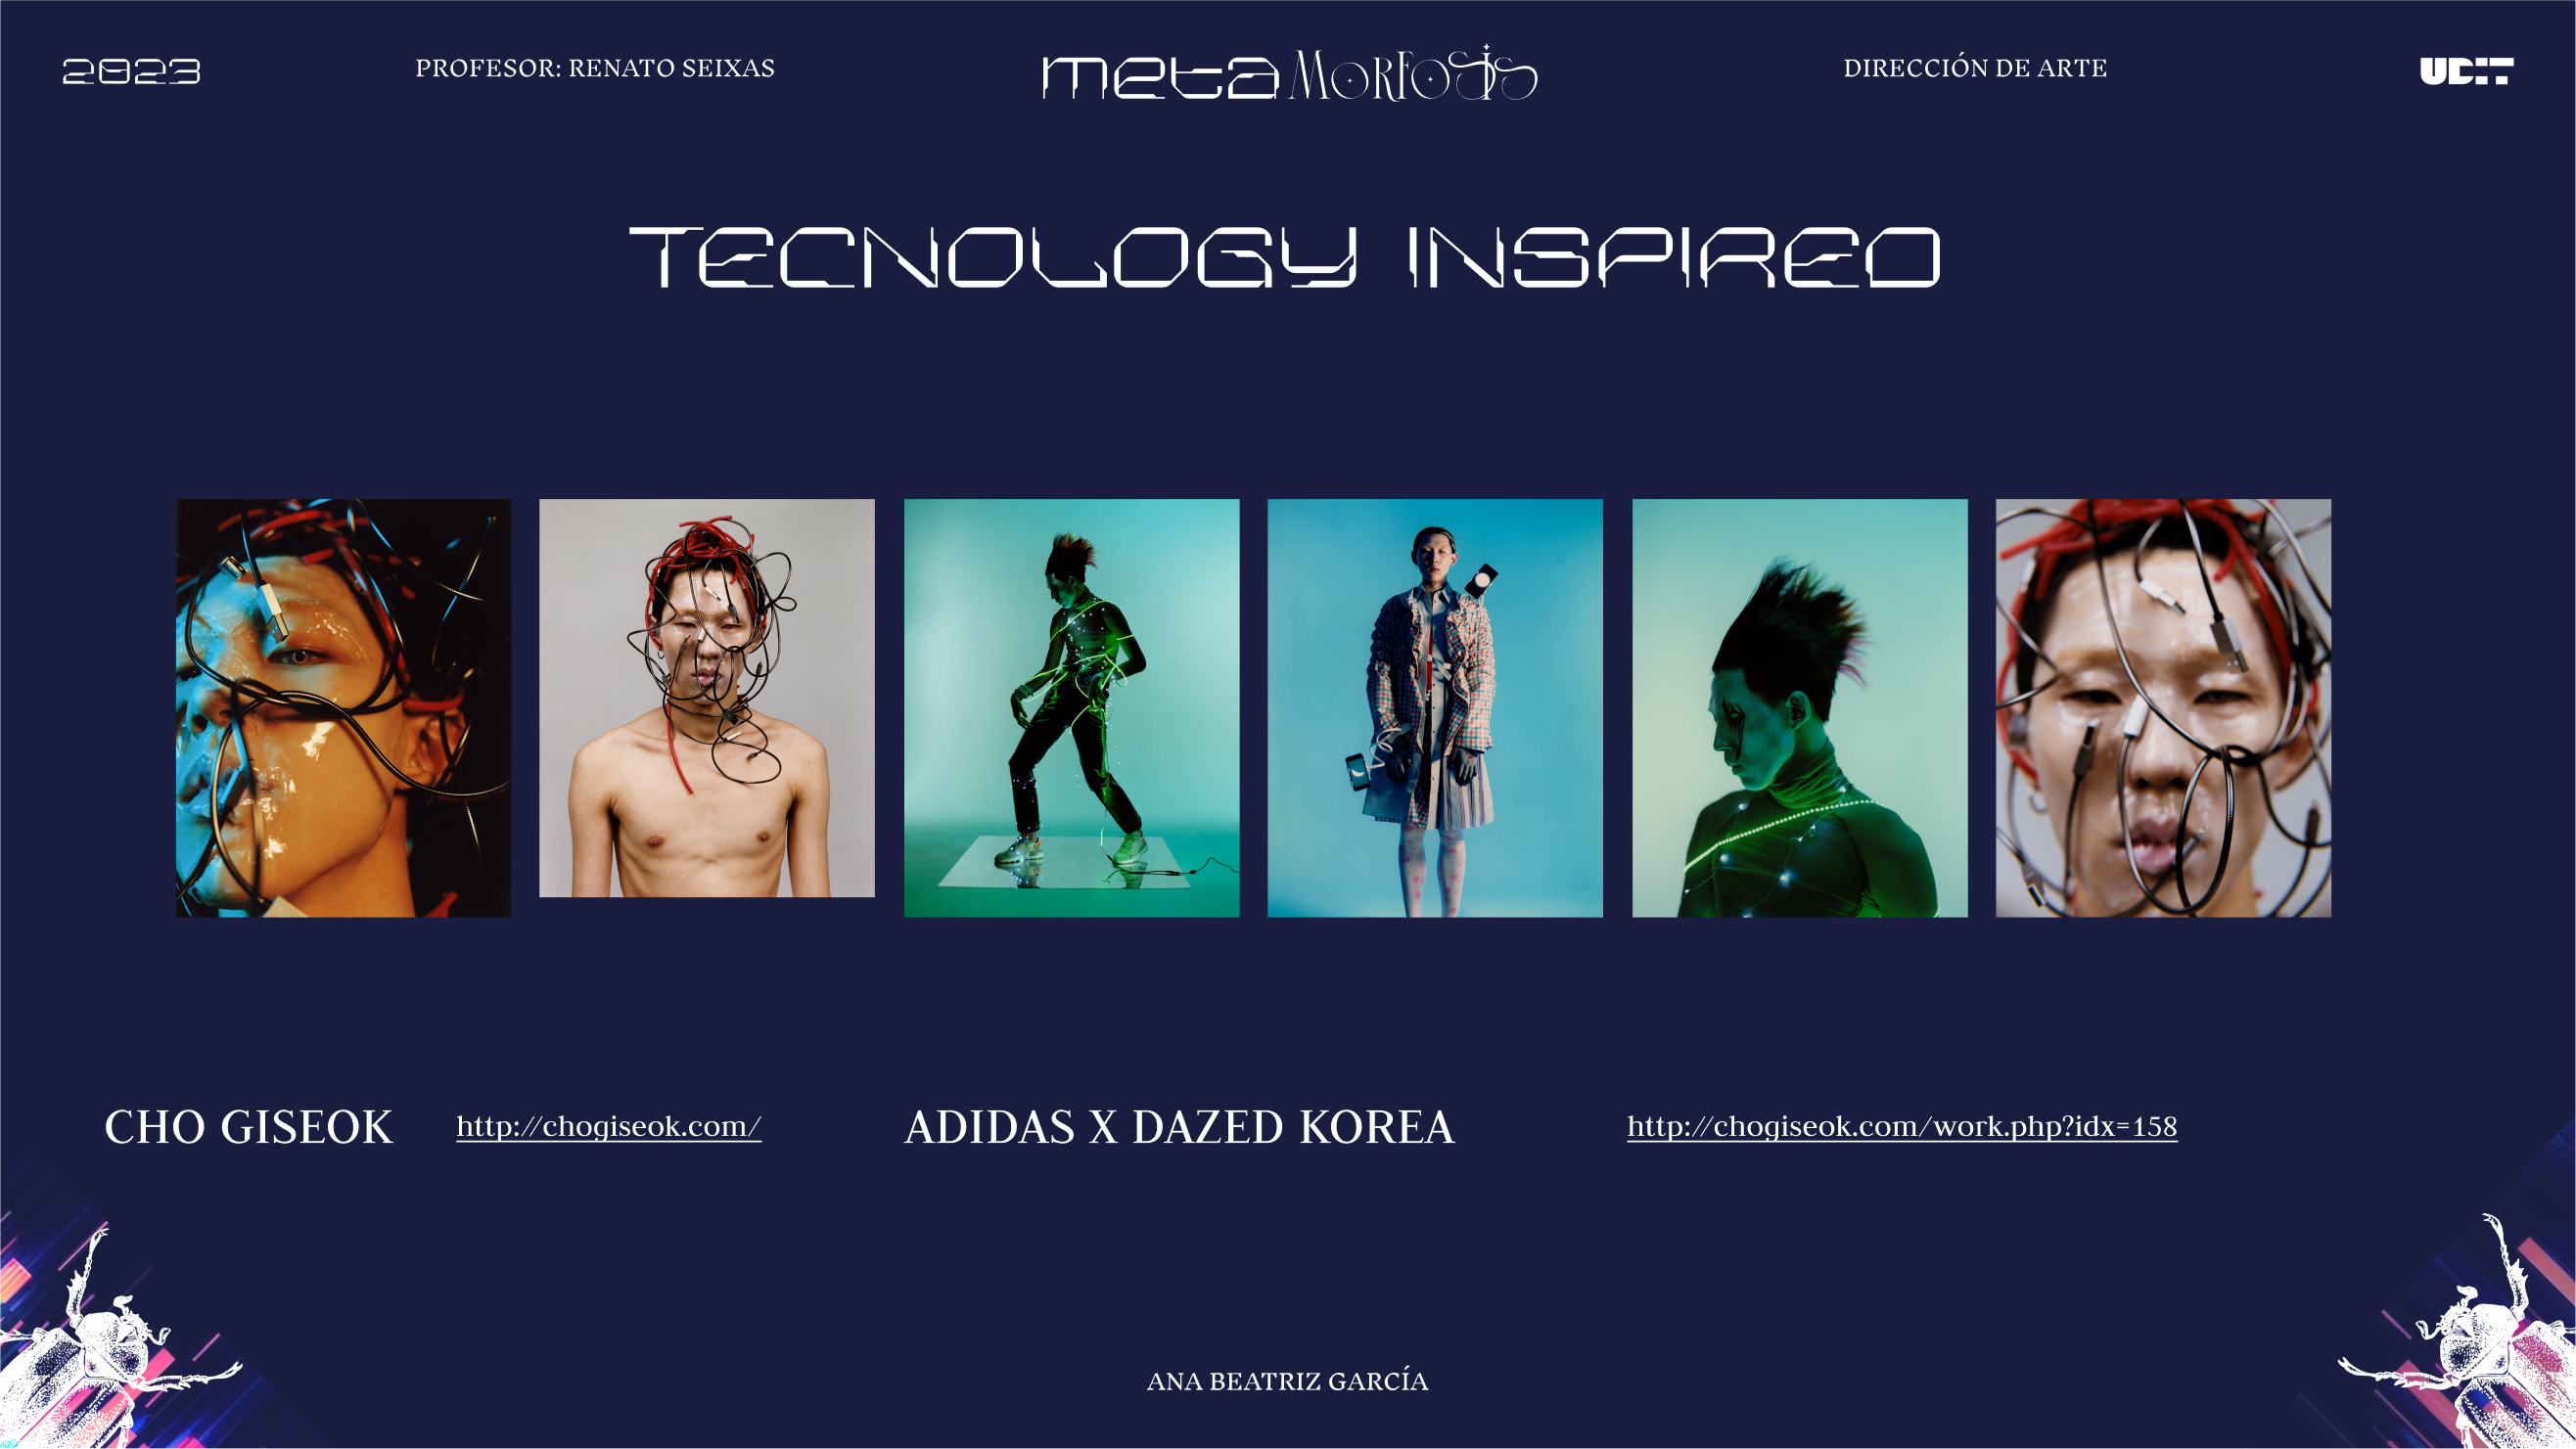 2023
PROFESOR: RENATO SEIXAS
meta MORFOSIS
DIRECCIÓN DE ARTE
UDIT
TECNOLOGY INSPIRED
CHO GISEOK
http://chogiseok.com/
ADIDAS X DAZED KOREA
http://chogiseok.com/work.php?idx=158
ANA BEATRIZ GARCÍA